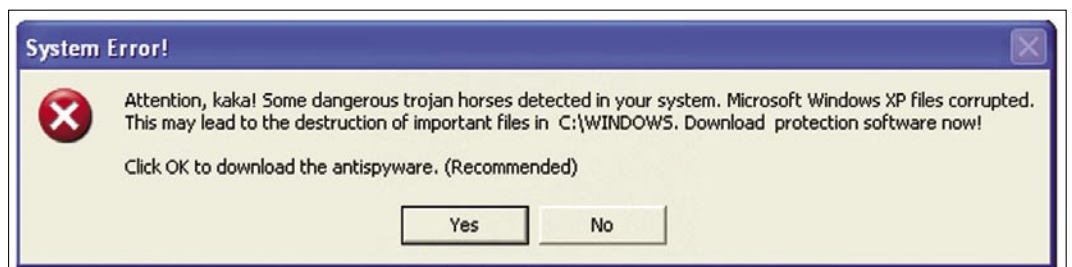 System Error!
Attention, kaka! Some dangerous trojan horses detected in your system. Microsoft Windows XP files corrupted.
This may lead to the destruction of important files in C:\WINDOWS. Download protection software now!
Click OK to download the antispyware. (Recommended)
Yes No